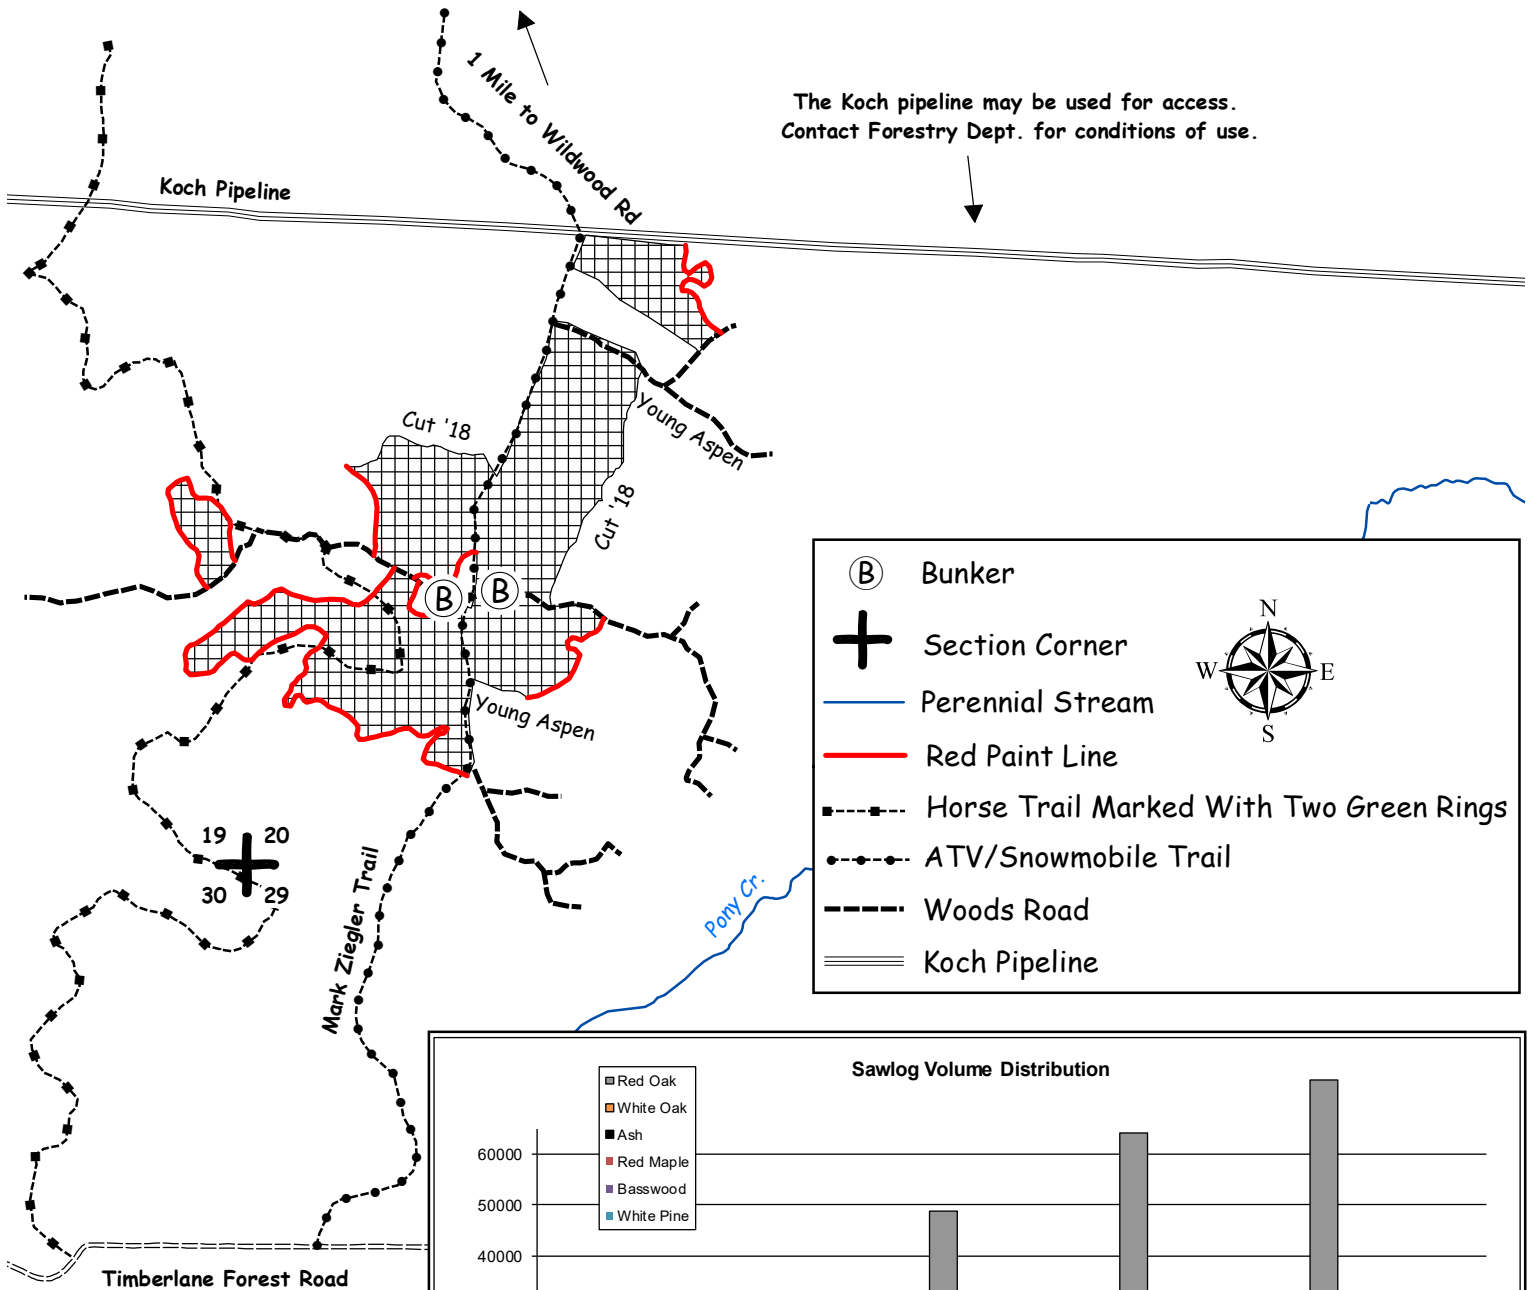 1 Mile to Wildwood Rd
The Koch pipeline may be used for access.
Contact Forestry Dept. for conditions of use.
Koch Pipeline
Cut '18
Young Aspen
Cut '18
B
B
Young Aspen
B Bunker
Section Corner
Perennial Stream
Red Paint Line
Horse Trail Marked With Two Green Rings
ATV/Snowmobile Trail
Woods Road
Koch Pipeline
N
W E
S
19 20
30 29
Mark Ziegler Trail
Pony Cr.
Timberlane Forest Road
Sawlog Volume Distribution
Red Oak
White Oak
Ash
Red Maple
Basswood
White Pine
60000
50000
40000